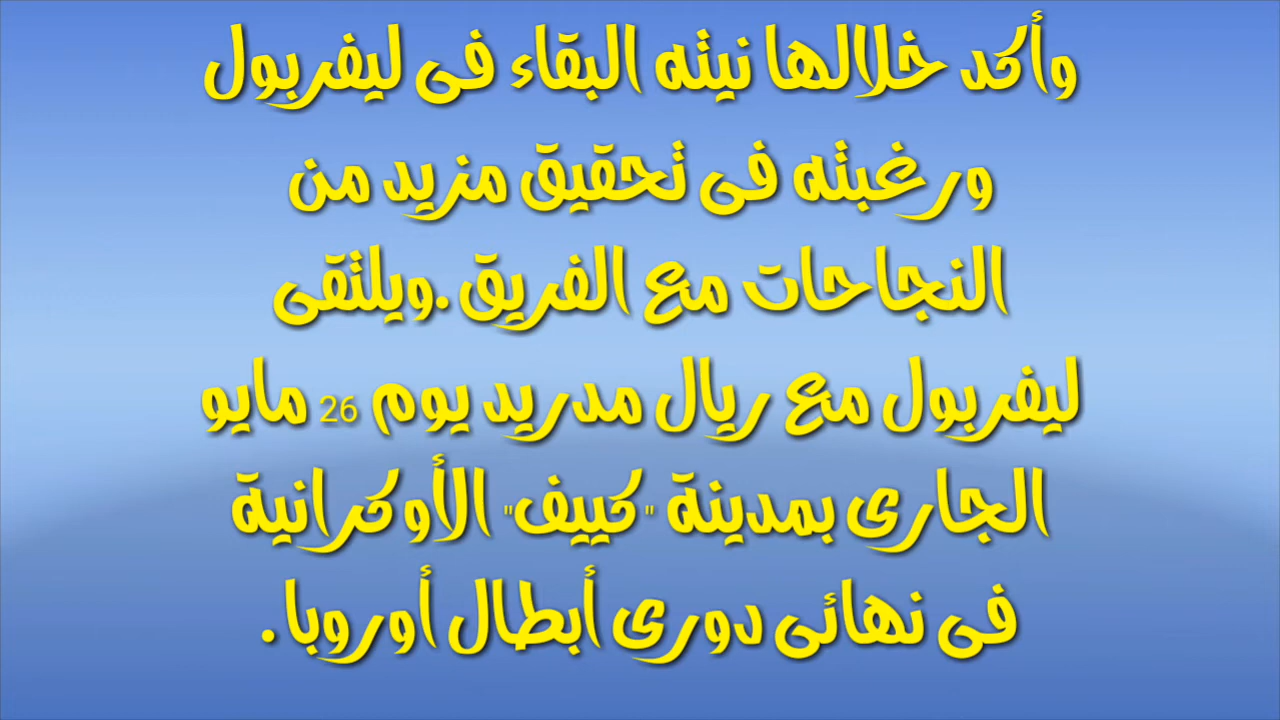 وأكد خلالها نيته البقاء فى ليفربول
ورغبته فى تحقيق مزيد من
النجاحات مع الفريق .ويلتقى
ليفربول مع ريال مدريد يوم 26 مايو
الجارى بمدينة "كييف" الأوكرانية
فى نهائى دورى أبطال أوروبا .